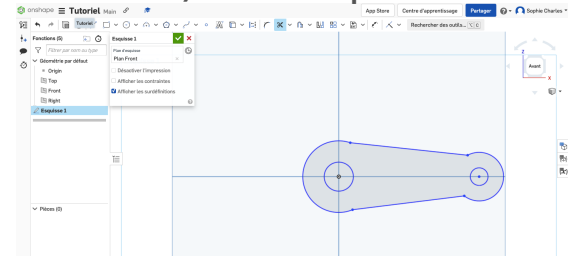 onshape Tutoriel Main
App Store Centre d'apprentissage Partager Sophie Charles
Tutoriel
Rechercher des outils...
Fonctions (5)
Filtrer par nom ou type
Géométrie par défaut
Origin
Top
Front
Right
Esquisse 1
Pièces (0)
Esquisse 1
Plan d'esquisse
Plan Front
Désactiver l'impression
Afficher les contraintes
Afficher les surdéfinitions
Avant
Z
X